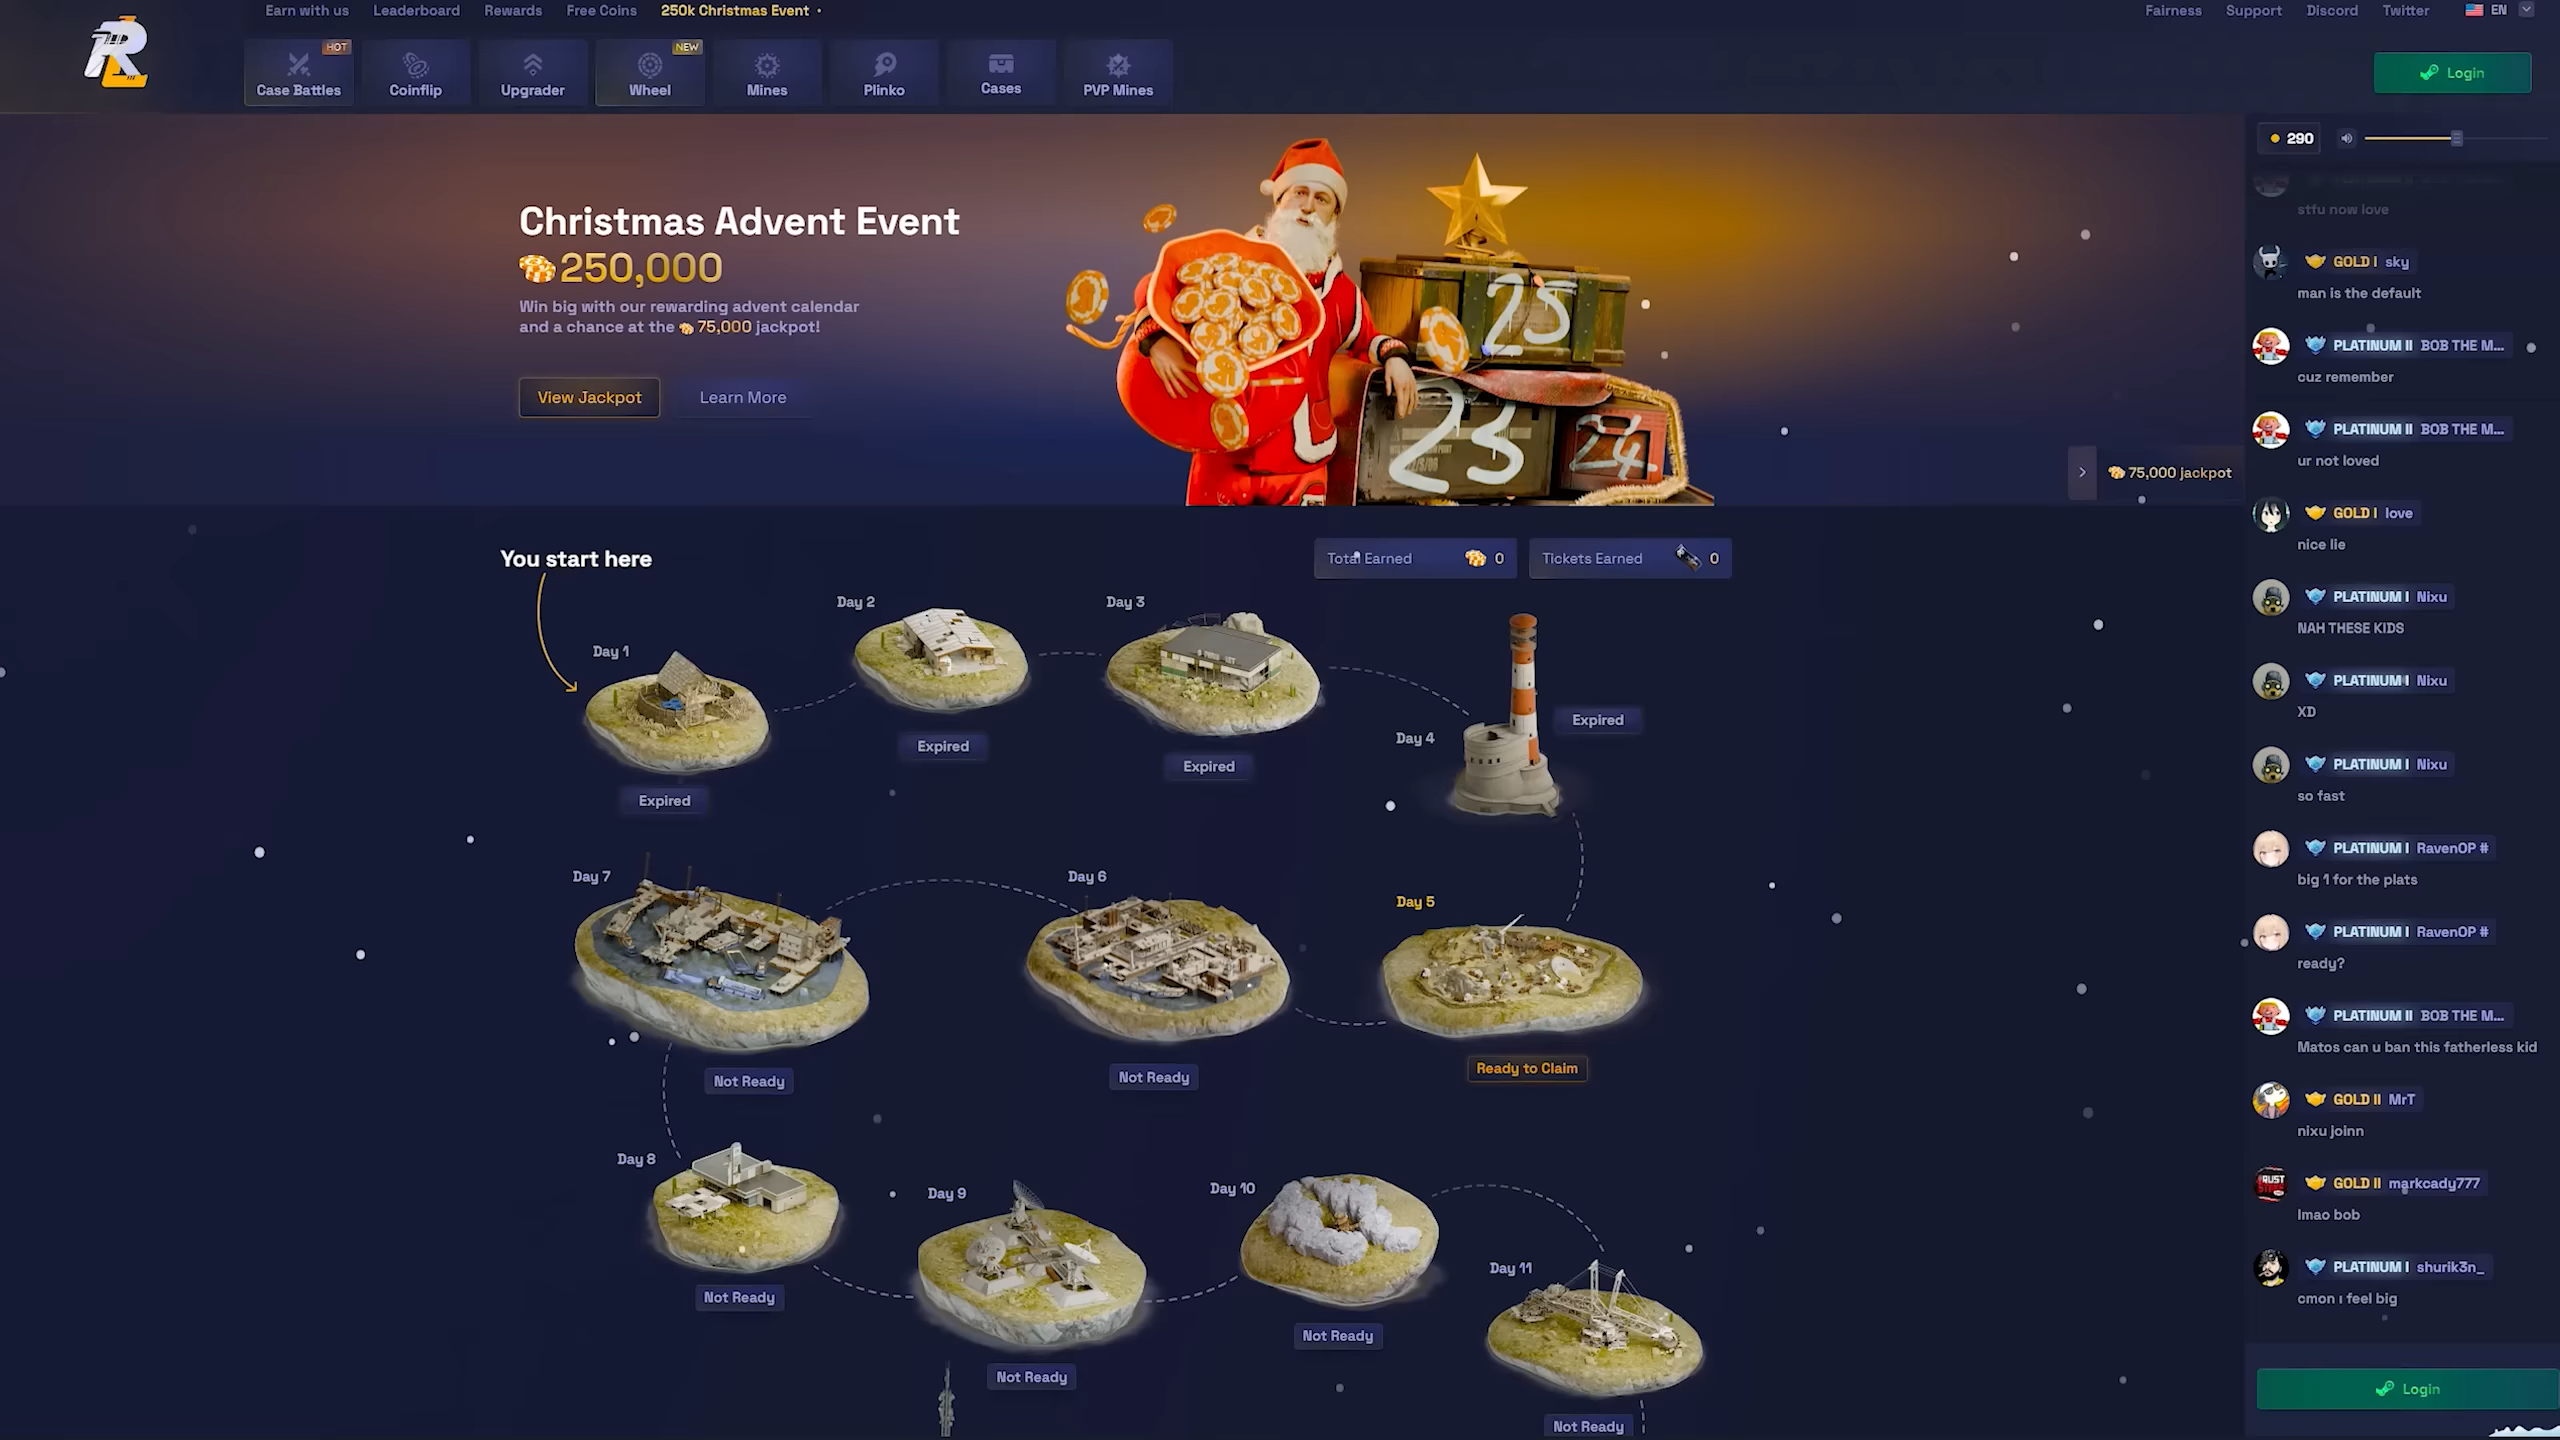 Earn with us
Leaderboard
Rewards
Free Coins
250k Christmas Event
Fairness
Support
Discord
Twitter
EN
HOT
Case Battles
Coinflip
Upgrader
NEW
Wheel
Mines
Plinko
Cases
PVP Mines
Login
Christmas Advent Event
250,000
Win big with our rewarding advent calendar
and a chance at the 75,000 jackpot!
View Jackpot
Learn More
25
23
24
75,000 jackpot
You start here
Total Earned 0
Tickets Earned 0
Day 1
Expired
Day 2
Expired
Day 3
Expired
Day 4
Expired
Day 7
Not Ready
Day 6
Not Ready
Day 5
Ready to Claim
Day 8
Not Ready
Day 9
Not Ready
Day 10
Not Ready
Day 11
Not Ready
290
stfu now love
GOLD I sky
man is the default
PLATINUM II BOB THE M...
cuz remember
PLATINUM II BOB THE M...
ur not loved
GOLD I love
nice lie
PLATINUM I Nixu
NAH THESE KIDS
PLATINUM I Nixu
XD
PLATINUM I Nixu
so fast
PLATINUM I RavenOP #
big 1 for the plats
PLATINUM I RavenOP #
ready?
PLATINUM II BOB THE M...
Matos can u ban this fatherless kid
GOLD II MrT
nixu joinn
GOLD II markcady777
lmao bob
PLATINUM I shurik3n_
cmon ı feel big
Login